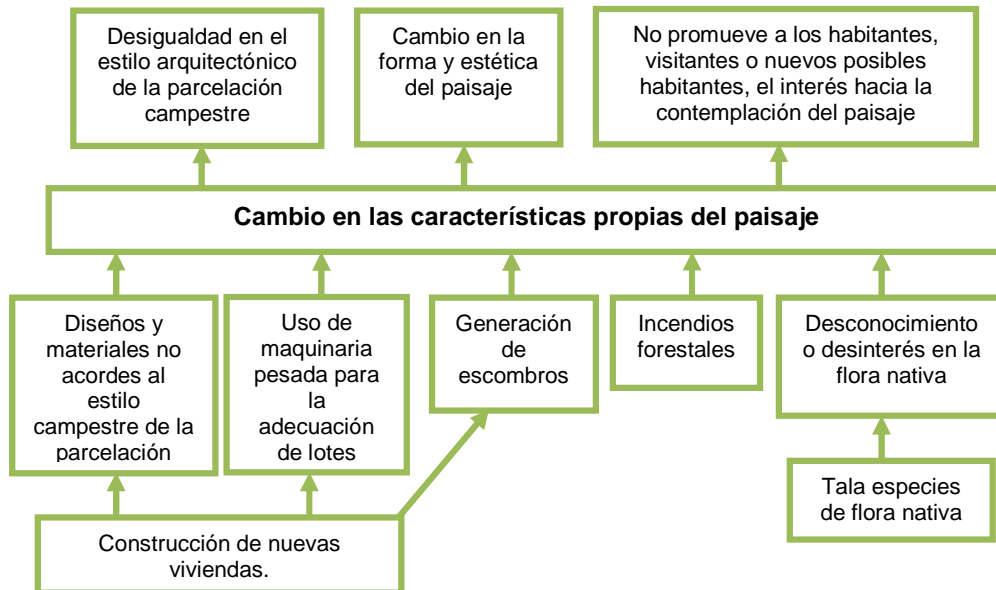 Desigualdad en el
estilo arquitectónico
de la parcelación
campestre
Cambio en la
forma y estética
del paisaje
No promueve a los habitantes,
visitantes o nuevos posibles
habitantes, el interés hacia la
contemplación del paisaje
Cambio en las características propias del paisaje
Diseños y
materiales no
acordes al
estilo
campestre de la
parcelación
Uso de
maquinaria
pesada para
la
adecuación
de lotes
Generación
de
escombros
Incendios
forestales
Desconocimiento
o desinterés en la
flora nativa
Construcción de nuevas
viviendas.
Tala especies
de flora nativa